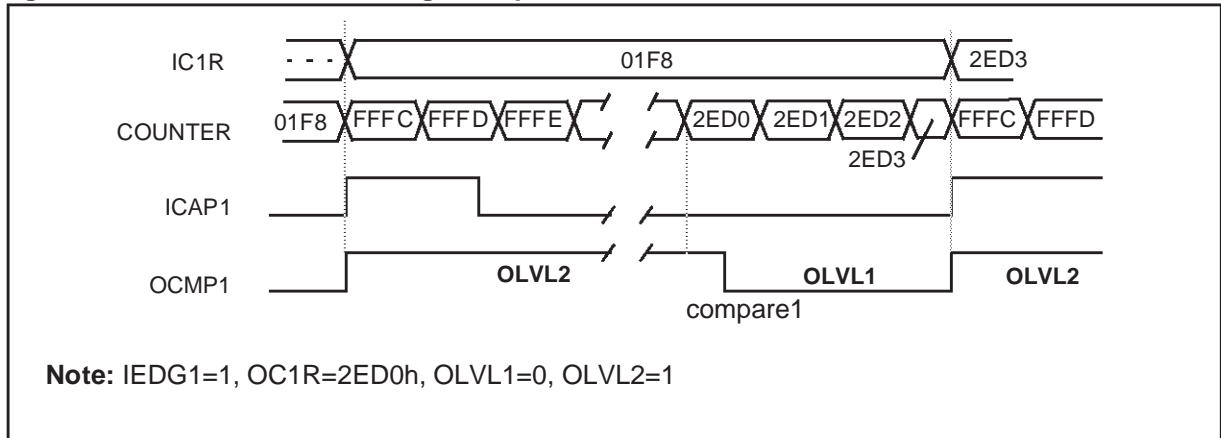 IC1R - - - 01F8 2ED3
COUNTER 01F8 FFFC FFFD FFFE 2ED0 2ED1 2ED2 FFFC FFFD
2ED3
ICAP1
OCMP1 OLVL2 OLVL1 OLVL2
compare1
Note: IEDG1=1, OC1R=2ED0h, OLVL1=0, OLVL2=1